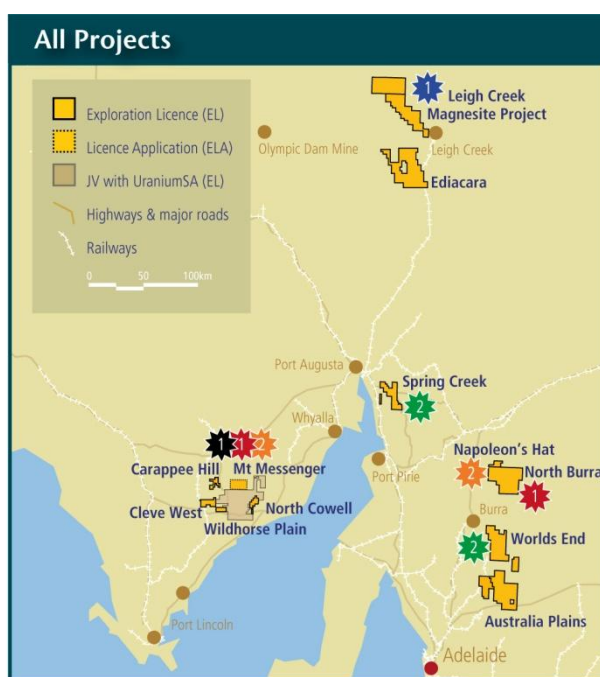 All Projects
Exploration Licence (EL)
Licence Application (ELA)
JV with UraniumSA (EL)
Highways & major roads
Railways
0 50 100km
1
Leigh Creek
Magnesite Project
Olympic Dam Mine
Leigh Creek
Ediacara
Port Augusta
Spring Creek
2
Whyalla
1 1 2
Port Pirie
Napoleon's Hat
2
North Burra
1
Carappee Hill
Mt Messenger
Cleve West
North Cowell
Wildhorse Plain
Burra
2
Worlds End
Port Lincoln
Australia Plains
Adelaide